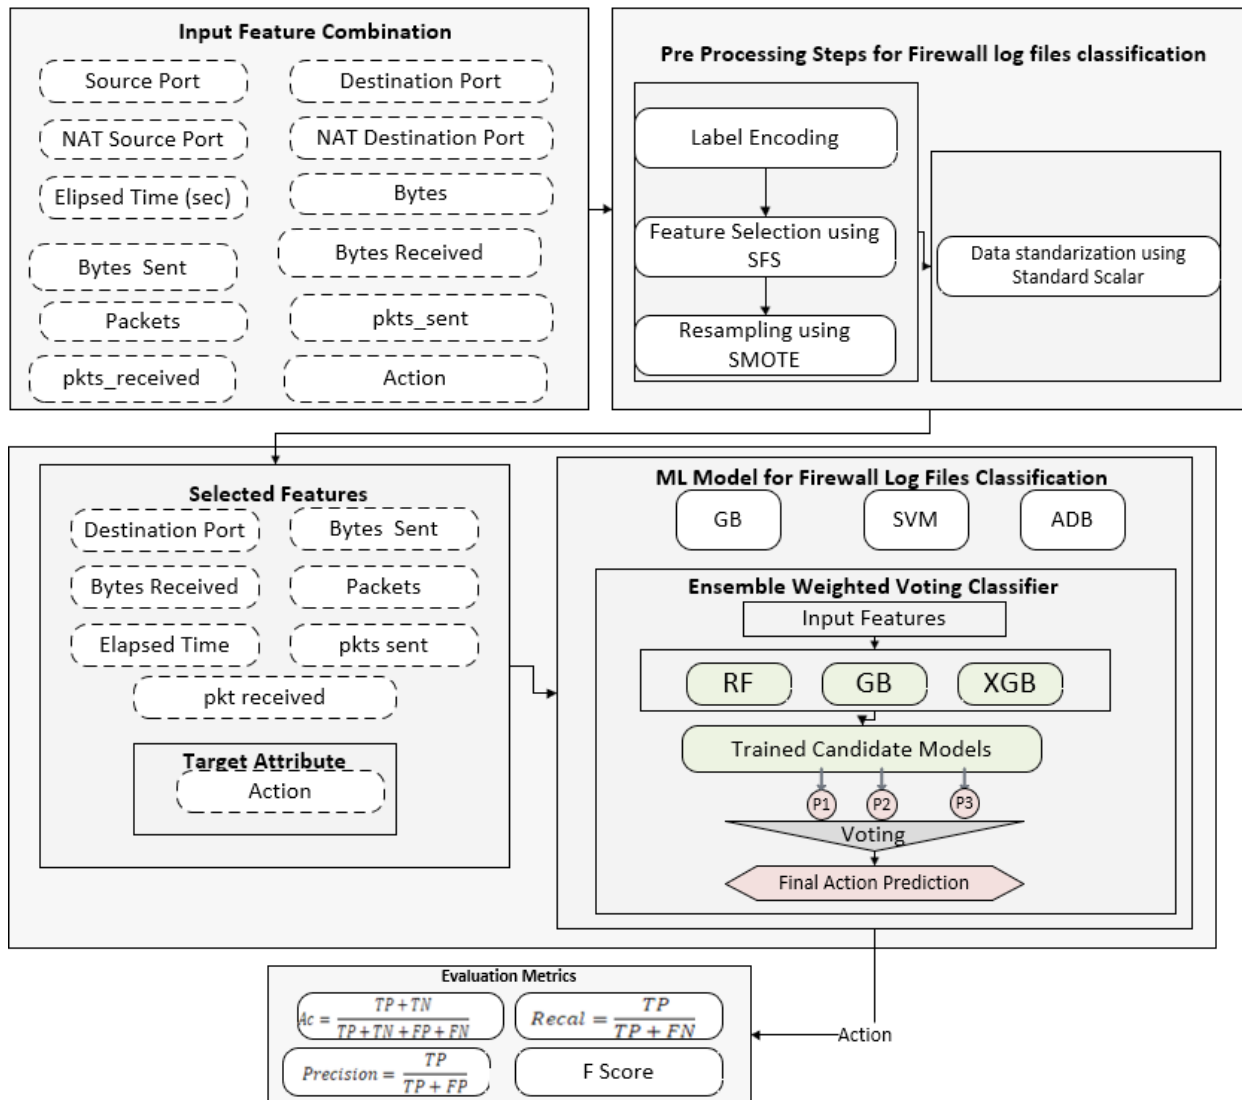 Input Feature Combination
Source Port
Destination Port
NAT Source Port
NAT Destination Port
Elipsed Time (sec)
Bytes
Bytes Sent
Bytes Received
Packets
pkts_sent
pkts_received
Action
Pre Processing Steps for Firewall log files classification
Label Encoding
Feature Selection using
SFS
Resampling using
SMOTE
Data standarization using
Standard Scalar
Selected Features
Destination Port
Bytes Sent
Bytes Received
Packets
Elapsed Time
pkts sent
pkt received
Target Attribute
Action
ML Model for Firewall Log Files Classification
GB
SVM
ADB
Ensemble Weighted Voting Classifier
Input Features
RF
GB
XGB
Trained Candidate Models
P1
P2
P3
Voting
Final Action Prediction
Action
Evaluation Metrics
Ac = TP+TN / TP+TN+FP+FN
Recal = TP / TP + FN
Precision = TP / TP + FP
F Score